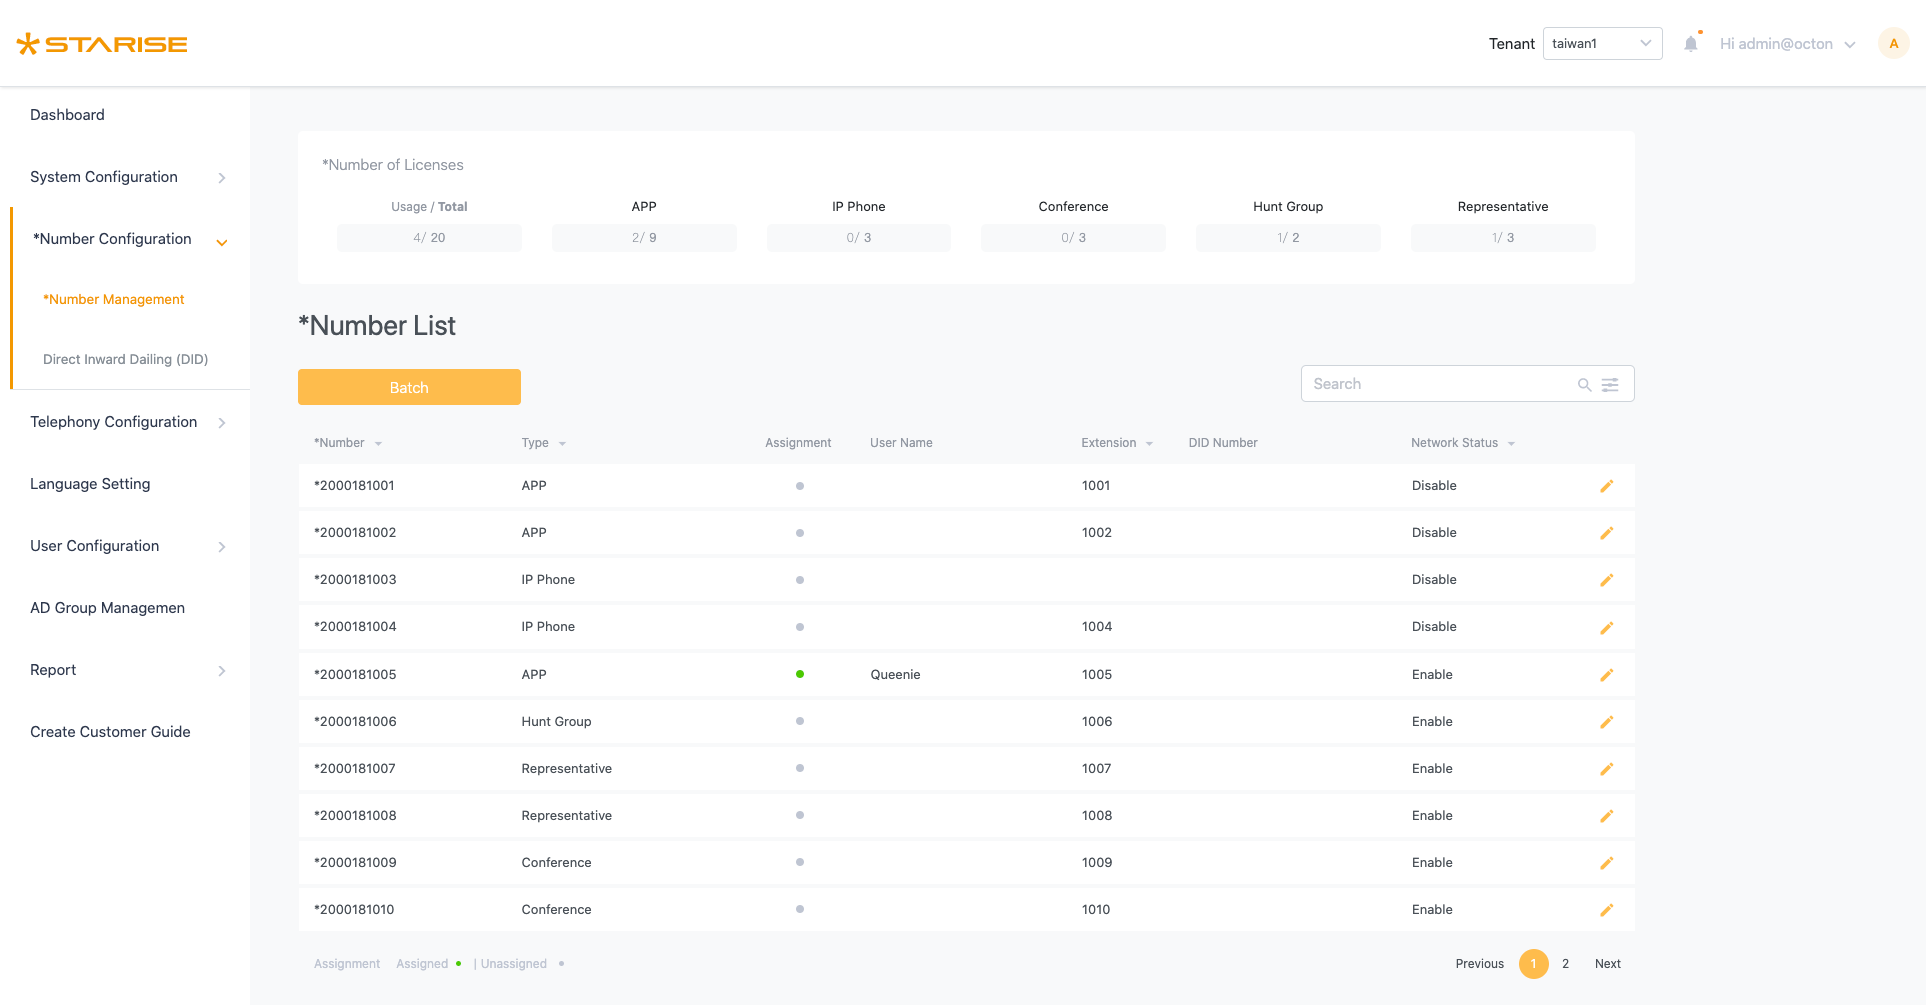 STARISE
Tenant taiwan1 Hi admin@octon A
Dashboard
System Configuration
*Number Configuration
*Number Management
Direct Inward Dailing (DID)
Telephony Configuration
Language Setting
User Configuration
AD Group Managemen
Report
Create Customer Guide
*Number of Licenses
Usage / Total APP IP Phone Conference Hunt Group Representative
4/ 20 2/ 9 0/ 3 0/ 3 1/ 2 1/ 3
*Number List
Batch
Search
*Number Type Assignment User Name Extension DID Number Network Status
*2000181001 APP 1001 Disable
*2000181002 APP 1002 Disable
*2000181003 IP Phone Disable
*2000181004 IP Phone 1004 Disable
*2000181005 APP Queenie 1005 Enable
*2000181006 Hunt Group 1006 Enable
*2000181007 Representative 1007 Enable
*2000181008 Representative 1008 Enable
*2000181009 Conference 1009 Enable
*2000181010 Conference 1010 Enable
Assignment Assigned | Unassigned
Previous 1 2 Next